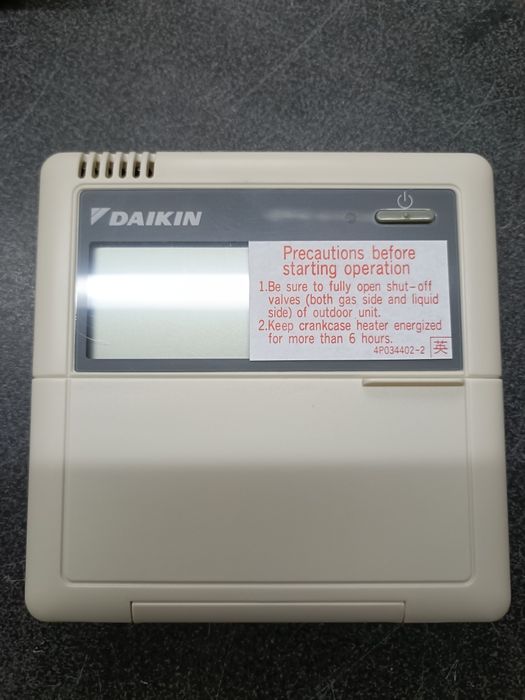 DAIKIN
Precautions before
starting operation
1.Be sure to fully open shut-off
valves (both gas side and liquid
side) of outdoor unit.
2.Keep crankcase heater energized
for more than 6 hours.
4P034402-2 英